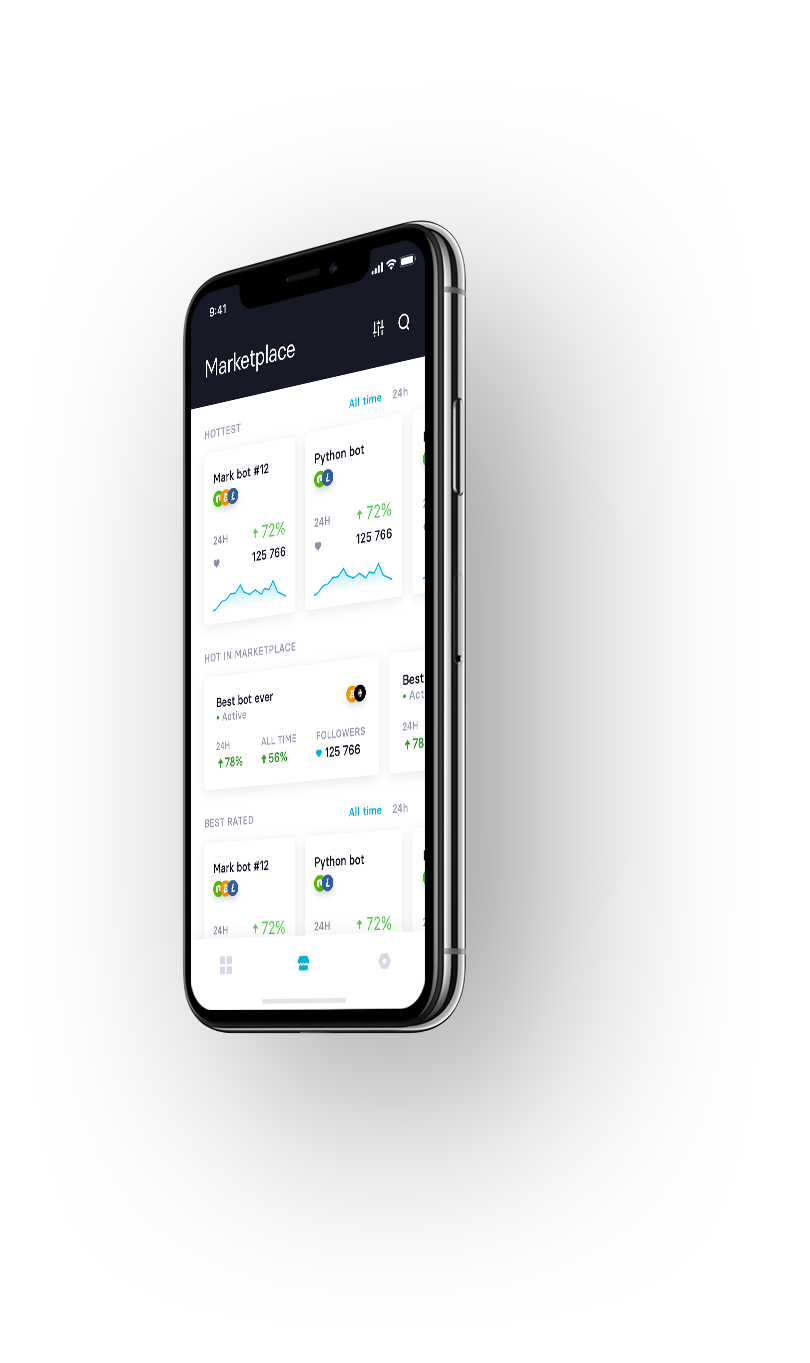 9:41
Marketplace
HOTTEST All time 24h
Mark bot #12
24H 72%
125 766
Python bot
24H 72%
125 766
HOT IN MARKETPLACE
Best bot ever
Active
24H ALL TIME FOLLOWERS
78% 56% 125 766
Best
Act
24H
78
BEST RATED All time 24h
Mark bot #12
24H 72%
Python bot
24H 72%